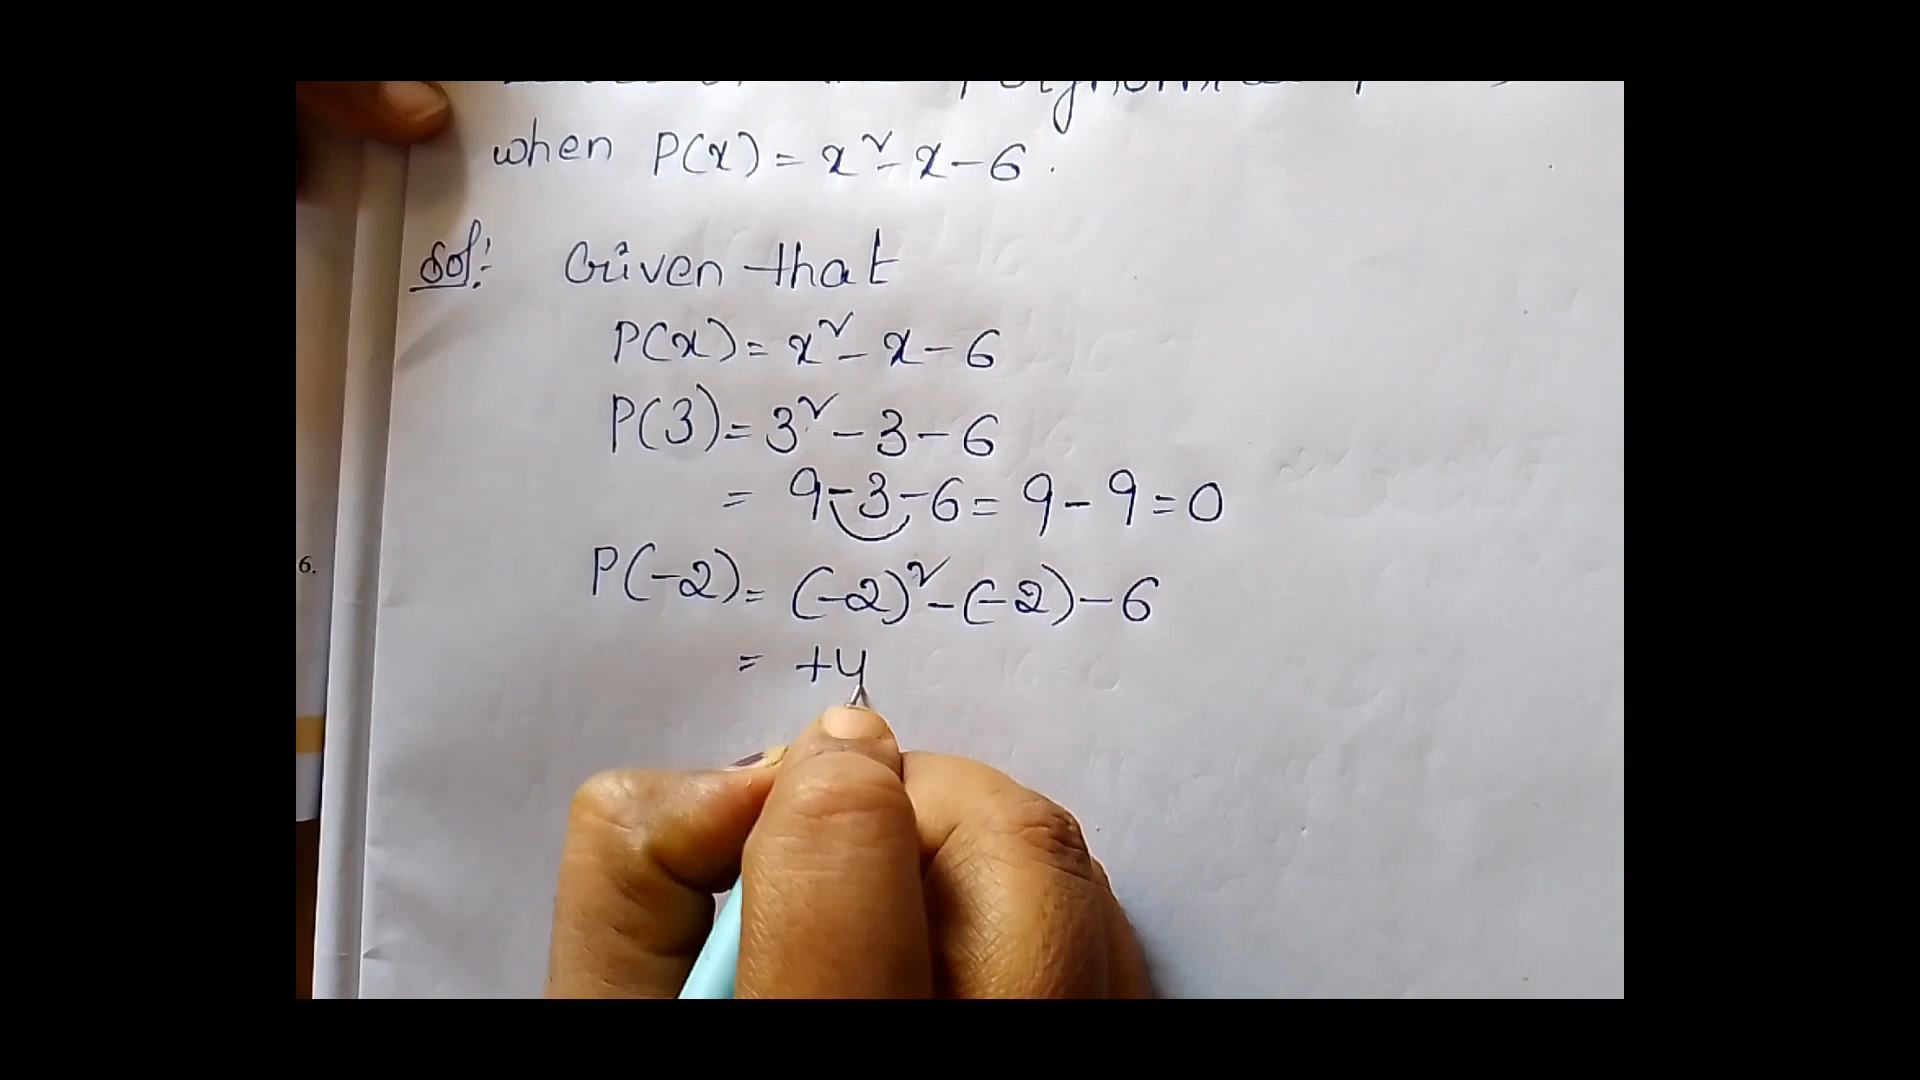 Polynomial
when P(x) = x² - x - 6.
Sol:- Given that
P(x) = x² - x - 6
P(3) = 3² - 3 - 6
= 9 - 3 - 6 = 9 - 9 = 0
6.
P(-2) = (-2)² - (-2) - 6
= +4